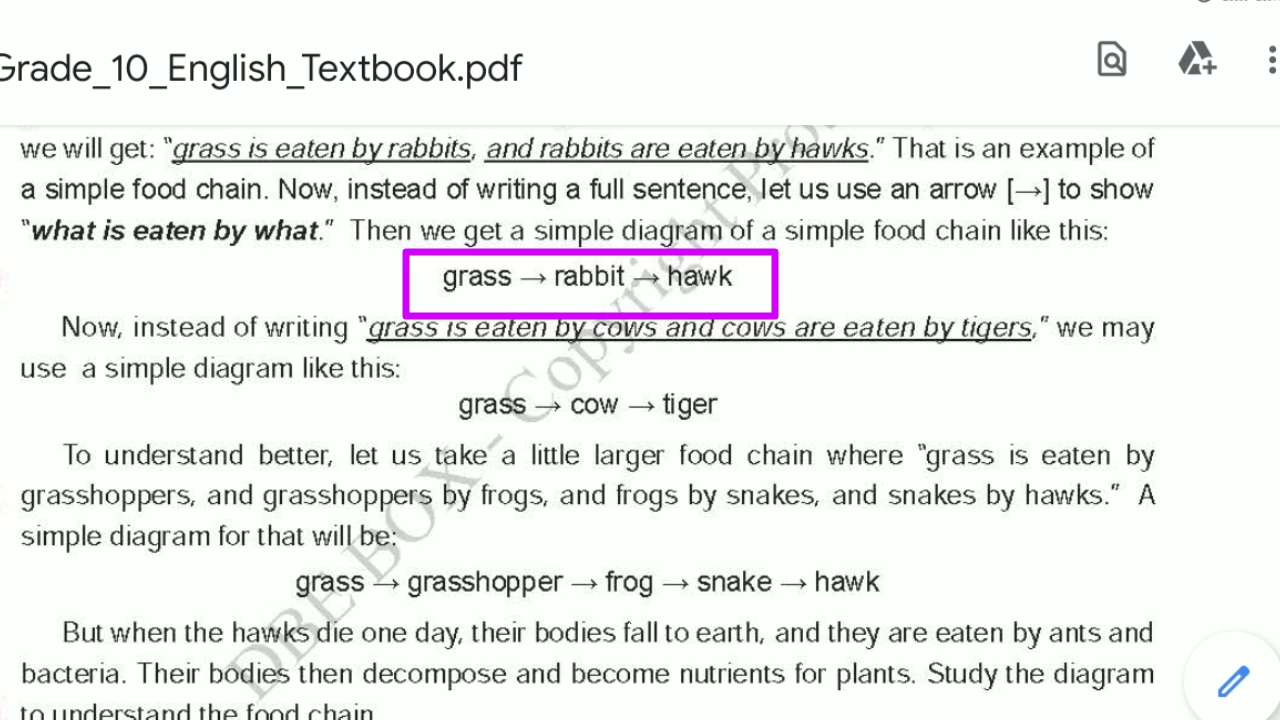 Grade_10_English_Textbook.pdf
we will get: "grass is eaten by rabbits, and rabbits are eaten by hawks." That is an example of
a simple food chain. Now, instead of writing a full sentence, let us use an arrow [→] to show
"what is eaten by what." Then we get a simple diagram of a simple food chain like this:
grass → rabbit → hawk
Now, instead of writing "grass is eaten by cows and cows are eaten by tigers," we may
use a simple diagram like this:
grass → cow → tiger
To understand better, let us take a little larger food chain where "grass is eaten by
grasshoppers, and grasshoppers by frogs, and frogs by snakes, and snakes by hawks." A
simple diagram for that will be:
grass → grasshopper → frog → snake → hawk
But when the hawks die one day, their bodies fall to earth, and they are eaten by ants and
bacteria. Their bodies then decompose and become nutrients for plants. Study the diagram
to understand the food chain
DBE BOX - Copyright